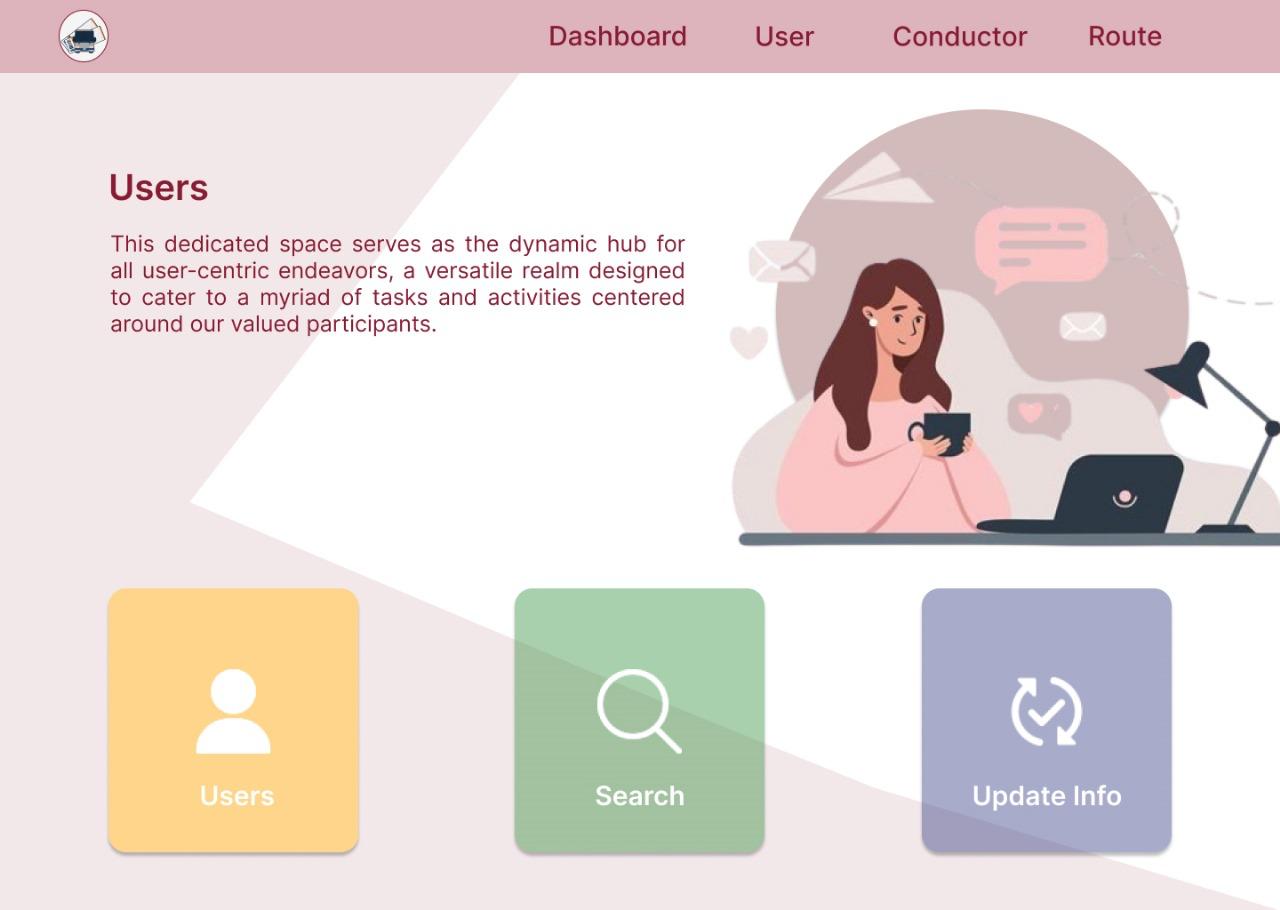 Dashboard User Conductor Route
Users
This dedicated space serves as the dynamic hub for
all user-centric endeavors, a versatile realm designed
to cater to a myriad of tasks and activities centered
around our valued participants.
Users
Search
Update Info